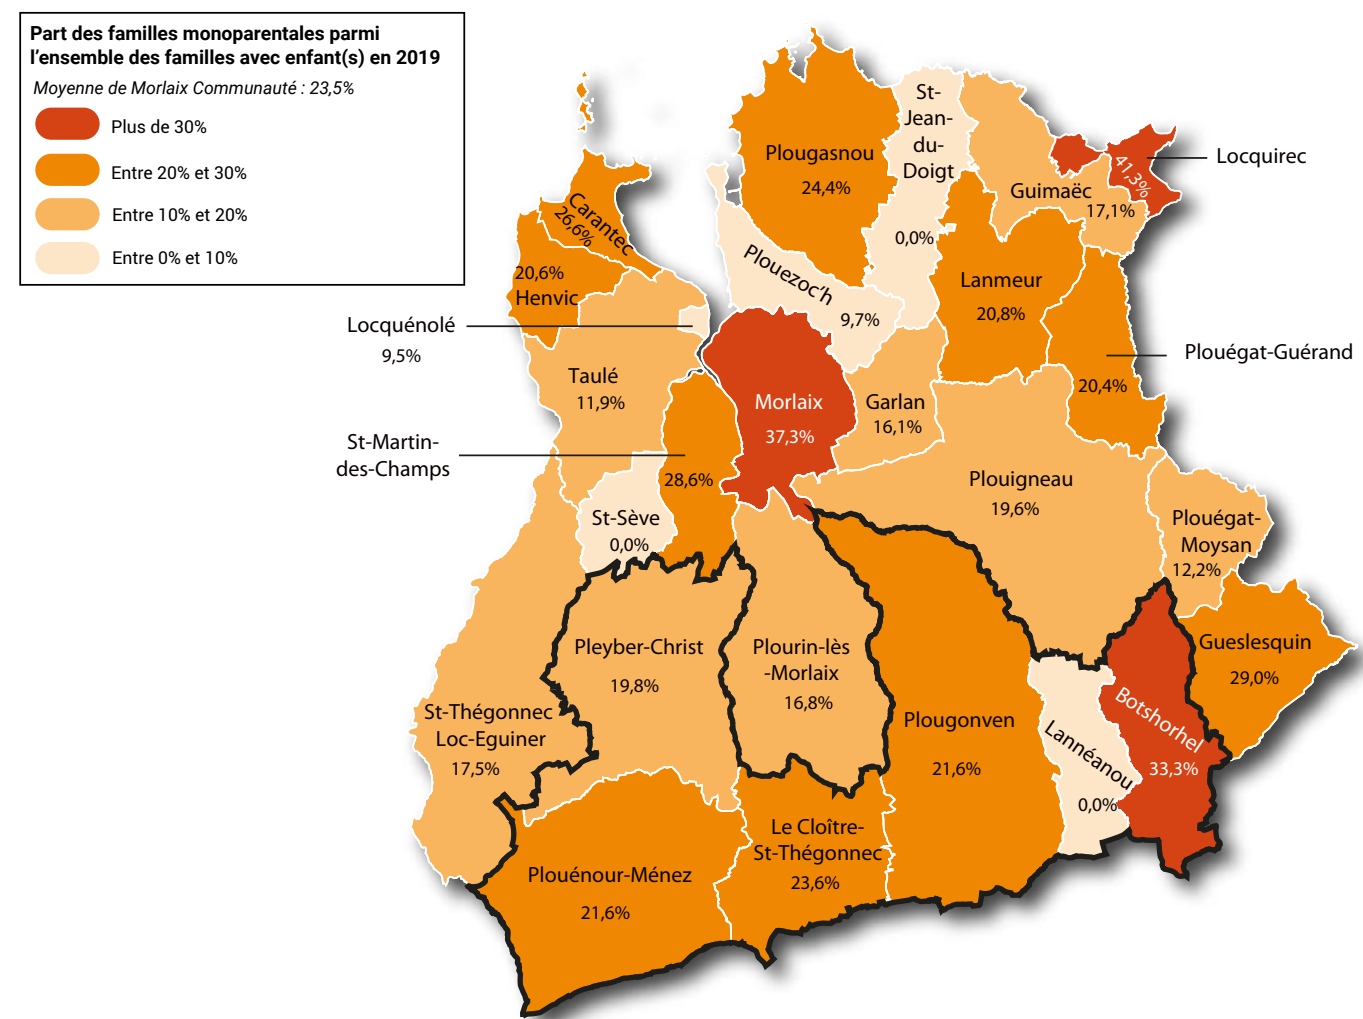 Part des familles monoparentales parmi
l'ensemble des familles avec enfant(s) en 2019
Moyenne de Morlaix Communauté : 23,5%
Plus de 30%
Entre 20% et 30%
Entre 10% et 20%
Entre 0% et 10%
Plougasnou
24,4%
St-
Jean-
du-
Doigt
0,0%
Guimaëc
17,1%
41,3%
Locquirec
Carantec
26,6%
20,6%
Henvic
Plouezoc'h
9,7%
Lanmeur
20,8%
Locquénolé
9,5%
Plouégat-Guérand
20,4%
Taulé
11,9%
Morlaix
37,3%
Garlan
16,1%
St-Martin-
des-Champs
28,6%
Plouigneau
19,6%
St-Sève
0,0%
Plouégat-
Moysan
12,2%
Gueslesquin
29,0%
Pleyber-Christ
19,8%
Plourin-lès
-Morlaix
16,8%
St-Thégonnec
Loc-Eguiner
17,5%
Plougonven
21,6%
Lannéanou
0,0%
Botshorhel
33,3%
Le Cloître-
St-Thégonnec
23,6%
Plouénour-Ménez
21,6%